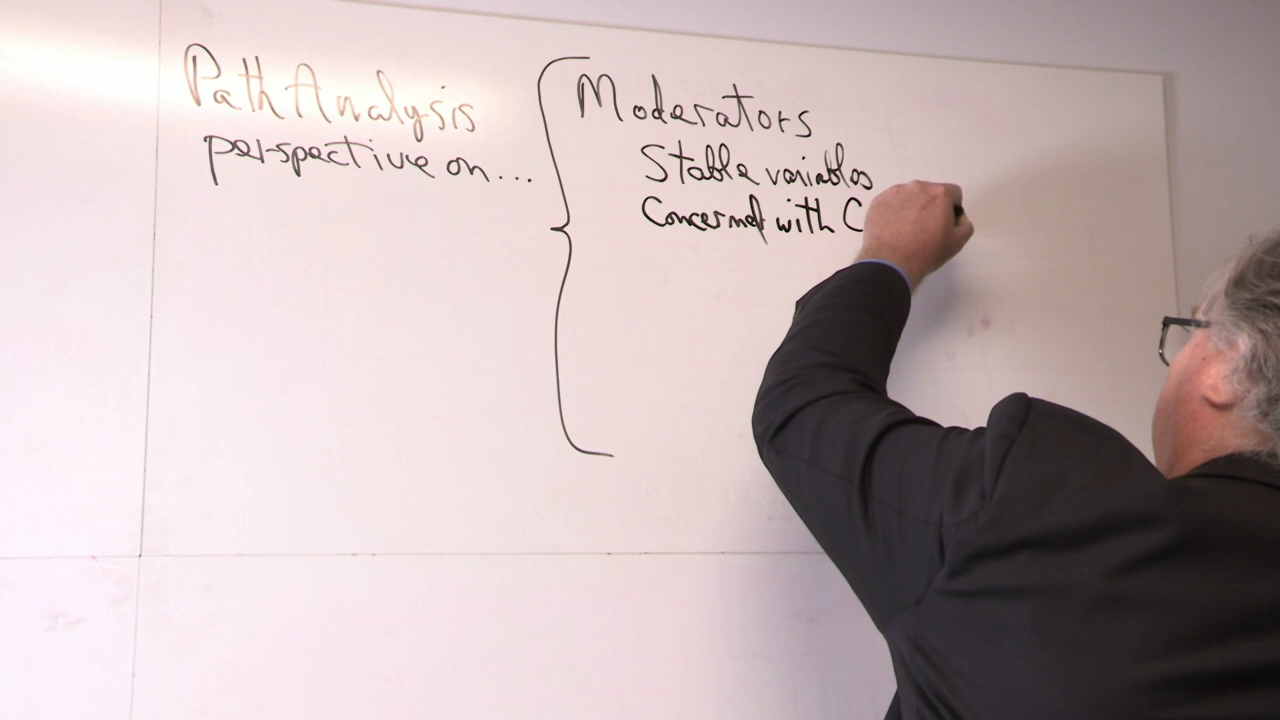 Path Analysis
perspective on...
Moderators
Stable variables
Concerned with C